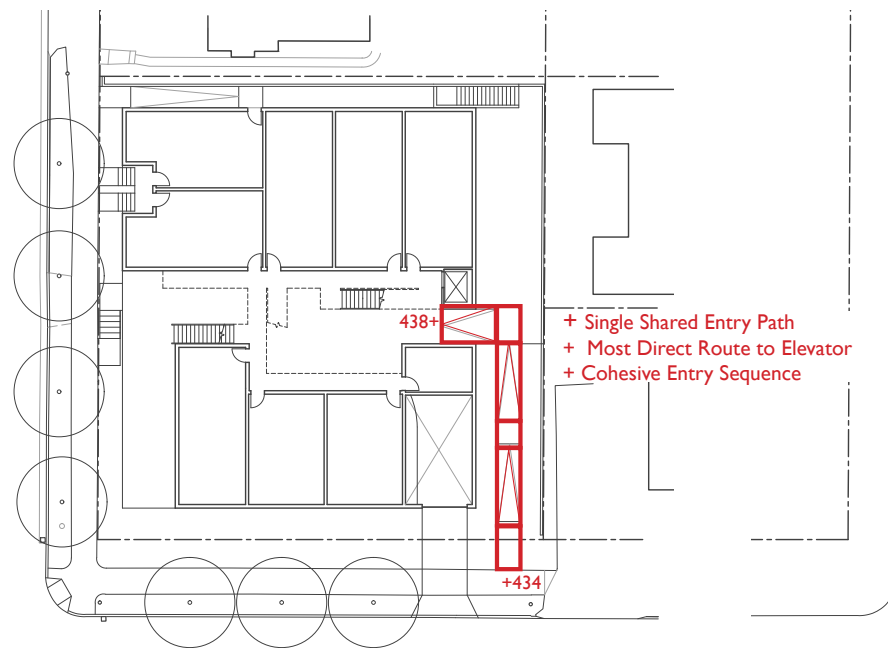 438+
+ Single Shared Entry Path
+ Most Direct Route to Elevator
+ Cohesive Entry Sequence
+434